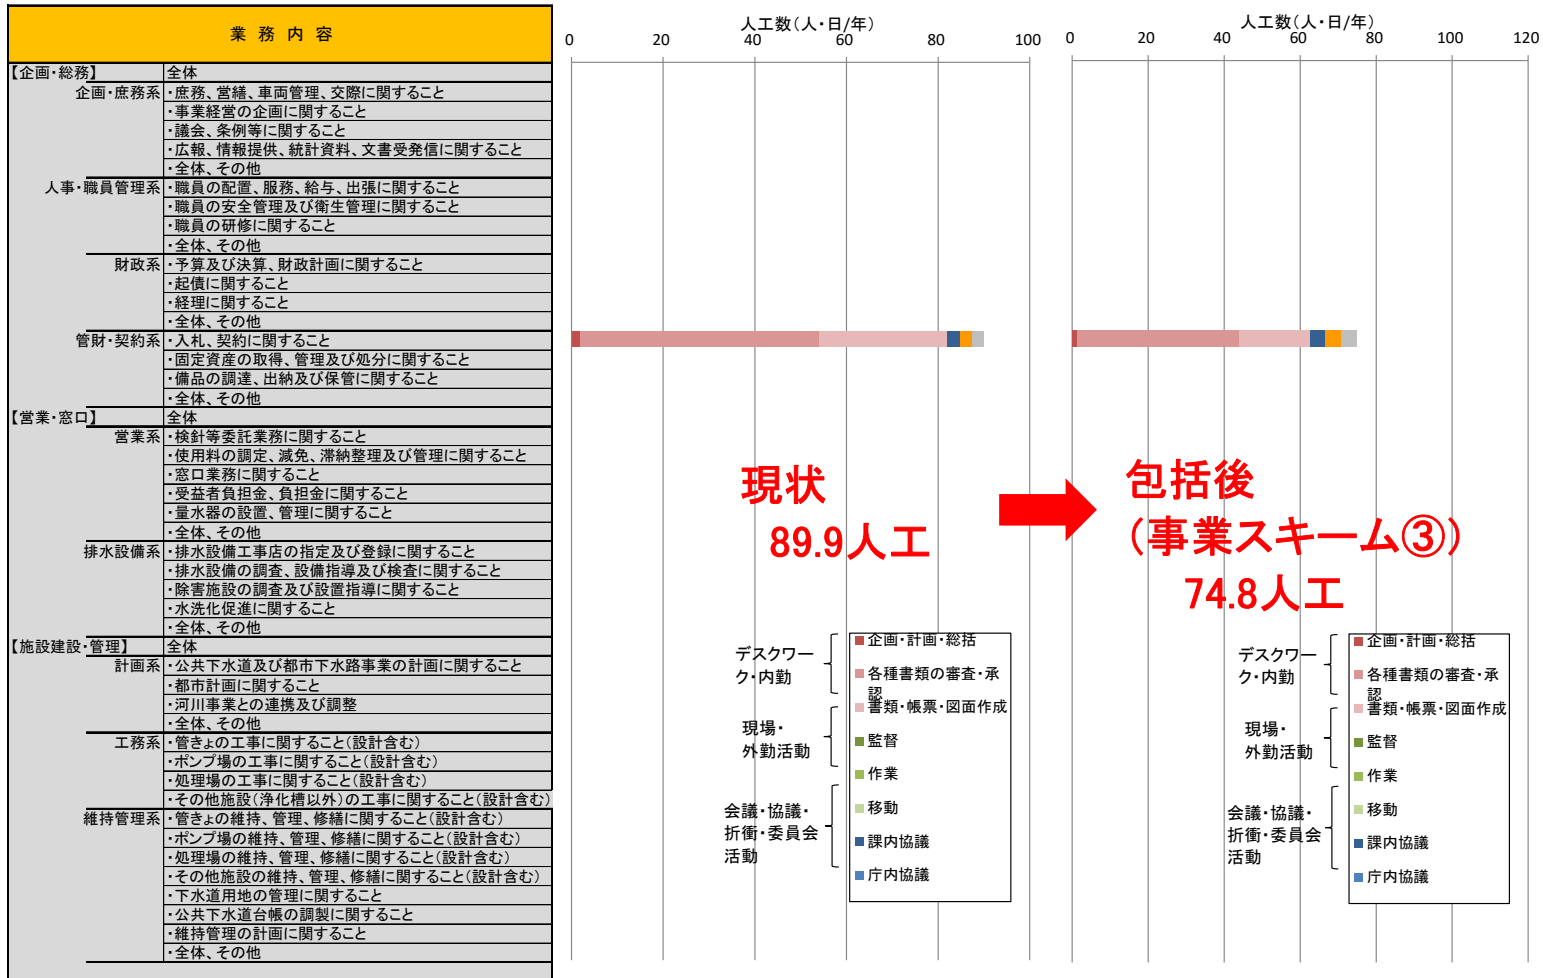 業務内容
【企画・総務】 全体
企画・庶務系 ・庶務、営繕、車両管理、交際に関すること
・事業経営の企画に関すること
・議会、条例等に関すること
・広報、情報提供、統計資料、文書受発信に関すること
・全体、その他
人事・職員管理系 ・職員の配置、服務、給与、出張に関すること
・職員の安全管理及び衛生管理に関すること
・職員の研修に関すること
・全体、その他
財政系 ・予算及び決算、財政計画に関すること
・起債に関すること
・経理に関すること
・全体、その他
管財・契約系 ・入札、契約に関すること
・固定資産の取得、管理及び処分に関すること
・備品の調達、出納及び保管に関すること
・全体、その他
【営業・窓口】 全体
営業系 ・検針等委託業務に関すること
・使用料の調定、減免、滞納整理及び管理に関すること
・窓口業務に関すること
・受益者負担金、負担金に関すること
・量水器の設置、管理に関すること
・全体、その他
排水設備系 ・排水設備工事店の指定及び登録に関すること
・排水設備の調査、設備指導及び検査に関すること
・除害施設の調査及び設置指導に関すること
・水洗化促進に関すること
・全体、その他
【施設建設・管理】 全体
計画系 ・公共下水道及び都市下水路事業の計画に関すること
・都市計画に関すること
・河川事業との連携及び調整
・全体、その他
工務系 ・管きょの工事に関すること(設計含む)
・ポンプ場の工事に関すること(設計含む)
・処理場の工事に関すること(設計含む)
・その他施設(浄化槽以外)の工事に関すること(設計含む)
維持管理系 ・管きょの維持、管理、修繕に関すること(設計含む)
・ポンプ場の維持、管理、修繕に関すること(設計含む)
・処理場の維持、管理、修繕に関すること(設計含む)
・その他施設の維持、管理、修繕に関すること(設計含む)
・下水道用地の管理に関すること
・公共下水道台帳の調製に関すること
・維持管理の計画に関すること
・全体、その他
人工数(人・日/年)
0 20 40 60 80 100
現状
89.9人工
デスクワー
ク・内勤
現場・
外勤活動
会議・協議・
折衝・委員会
活動
企画・計画・総括
各種書類の審査・承
認
書類・帳票・図面作成
監督
作業
移動
課内協議
庁内協議
人工数(人・日/年)
0 20 40 60 80 100 120
包括後
(事業スキーム③)
74.8人工
デスクワー
ク・内勤
現場・
外勤活動
会議・協議・
折衝・委員会
活動
企画・計画・総括
各種書類の審査・承
認
書類・帳票・図面作成
監督
作業
移動
課内協議
庁内協議